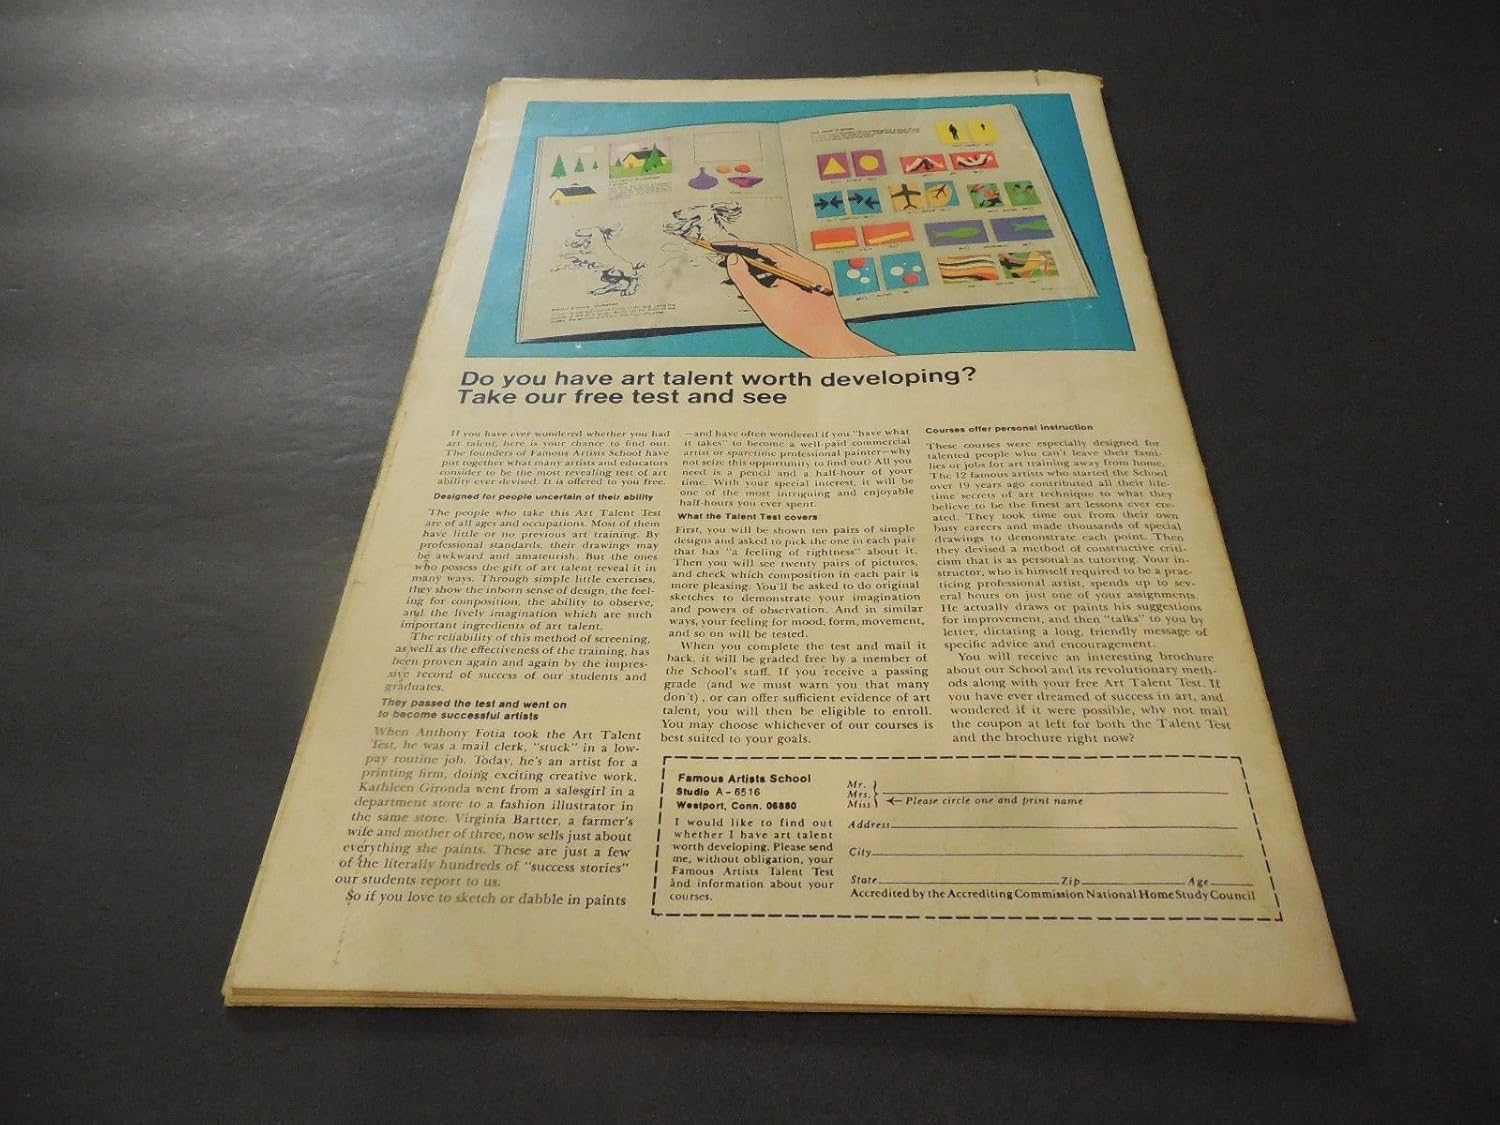 Do you have art talent worth developing?
Take our free test and see
If you have ever wondered whether you had
art talent, here is your chance to find out.
The founders of Famous Artists School have
put together what many artists and educators
consider to be the most revealing test of art
ability ever devised. It is offered to you free.
Designed for people uncertain of their ability
The people who take this Art Talent Test
are of all ages and occupations. Most of them
have little or no previous art training. By
professional standards, their drawings may
be awkward and amateurish. But the ones
who possess the gift of art talent reveal it in
many ways. Through simple little exercises,
they show the inborn sense of design, the feel-
ing for composition, the ability to observe,
and the lively imagination which are such
important ingredients of art talent.
The reliability of this method of screening,
as well as the effectiveness of the training, has
been proven again and again by the impres-
sive record of success of our students and
graduates.
They passed the test and went on
to become successful artists
When Anthony Fotia took the Art Talent
Test, he was a mail clerk, "stuck" in a low-
pay routine job. Today, he's an artist for a
printing firm, doing exciting creative work.
Kathleen Gironda went from a salesgirl in a
department store to a fashion illustrator in
the same store. Virginia Bartter, a farmer's
wife and mother of three, now sells just about
everything she paints. These are just a few
of the literally hundreds of "success stories"
our students report to us.
So if you love to sketch or dabble in paints
—and have often wondered if you "have what
it takes" to become a well-paid commercial
artist or sparetime professional painter—why
not seize this opportunity to find out? All you
need is a pencil and a half-hour of your
time. With your special interest, it will be
one of the most intriguing and enjoyable
half-hours you ever spent.
What the Talent Test covers
First, you will be shown ten pairs of simple
designs and asked to pick the one in each pair
that has "a feeling of rightness" about it.
Then you will see twenty pairs of pictures,
and check which composition in each pair is
more pleasing. You'll be asked to do original
sketches to demonstrate your imagination
and powers of observation. And in similar
ways, your feeling for mood, form, movement,
and so on will be tested.
When you complete the test and mail it
back, it will be graded free by a member of
the School's staff. If you receive a passing
grade (and we must warn you that many
don't), or can offer sufficient evidence of art
talent, you will then be eligible to enroll.
You may choose whichever of our courses is
best suited to your goals.
Courses offer personal instruction
These courses were especially designed for
talented people who can't leave their fami-
lies or jobs for art training away from home.
The 12 famous artists who started the School
over 19 years ago contributed all their life-
time secrets of art technique to what they
believe to be the finest art lessons ever cre-
ated. They took time out from their own
busy careers and made thousands of special
drawings to demonstrate each point. Then
they devised a method of constructive criti-
cism that is as personal as tutoring. Your in-
structor, who is himself required to be a prac-
ticing professional artist, spends up to sev-
eral hours on just one of your assignments.
He actually draws or paints his suggestions
for improvement, and then "talks" to you by
letter, dictating a long, friendly message of
specific advice and encouragement.
You will receive an interesting brochure
about our School and its revolutionary meth-
ods along with your free Art Talent Test. If
you have ever dreamed of success in art, and
wondered if it were possible, why not mail
the coupon at left for both the Talent Test
and the brochure right now?
Famous Artists School
Studio A-6516
Westport, Conn. 06880
I would like to find out
whether I have art talent
worth developing. Please send
me, without obligation, your
Famous Artists Talent Test
and information about your
courses.
Mr.
Mrs.
Miss
Please circle one and print name
Address
City
State Zip Age
Accredited by the Accrediting Commission National Home Study Council